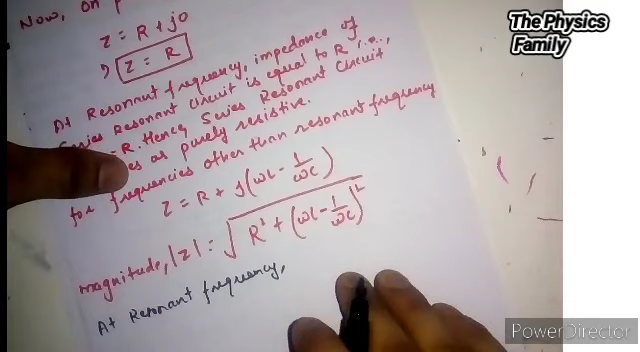 Now, on p
Z = R + j0
⇒ Z = R
At Resonant frequency, impedance of
Series Resonant Circuit is equal to R i.e.,
=R. Hence Series Resonant Circuit
es as purely resistive.
for frequencies other than resonant frequency
Z = R + j(ωL - 1/ωC)
magnitude, |Z| = √(R² + (ωL - 1/ωC)²)
At Resonant frequency,
The Physics
Family
PowerDirector